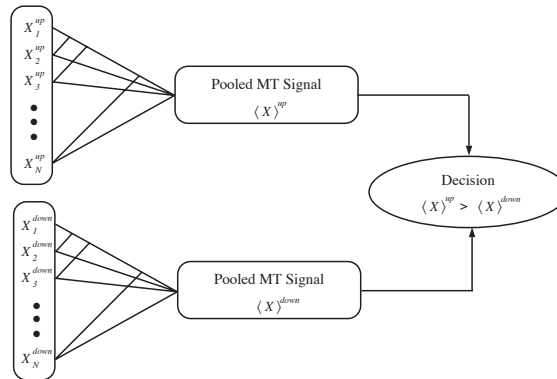 X_1^up
X_2^up
X_3^up
X_N^up
Pooled MT Signal
⟨X⟩^up
Decision
⟨X⟩^up > ⟨X⟩^down
X_1^down
X_2^down
X_3^down
X_N^down
Pooled MT Signal
⟨X⟩^down